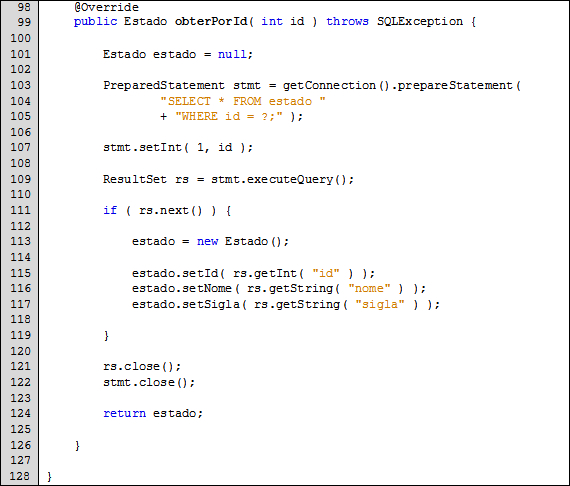 98 @Override
99 public Estado obterPorId( int id ) throws SQLException {
100
101 Estado estado = null;
102
103 PreparedStatement stmt = getConnection().prepareStatement(
104 "SELECT * FROM estado "
105 + "WHERE id = ?;" );
106
107 stmt.setInt( 1, id );
108
109 ResultSet rs = stmt.executeQuery();
110
111 if ( rs.next() ) {
112
113 estado = new Estado();
114
115 estado.setId( rs.getInt( "id" ) );
116 estado.setNome( rs.getString( "nome" ) );
117 estado.setSigla( rs.getString( "sigla" ) );
118
119 }
120
121 rs.close();
122 stmt.close();
123
124 return estado;
125
126 }
127
128 }